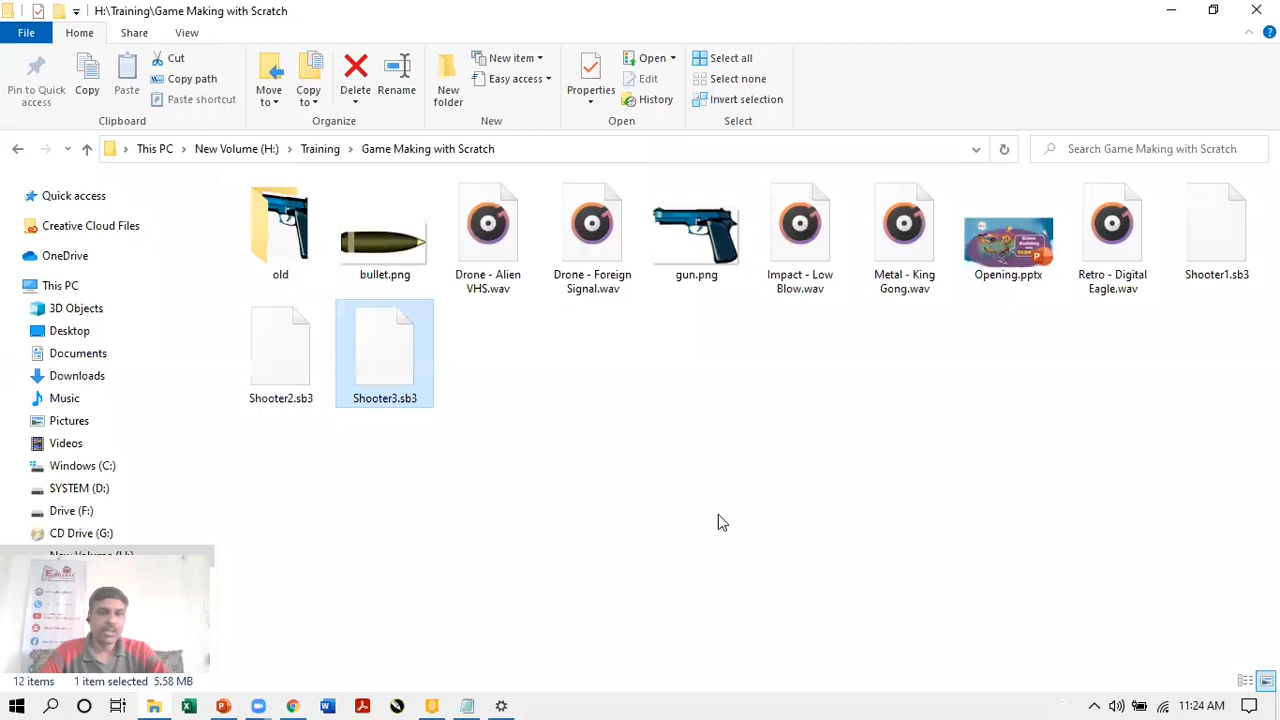 H:\Training\Game Making with Scratch
File
Home
Share
View
Pin to Quick access
Copy
Paste
Cut
Copy path
Paste shortcut
Move to
Copy to
Delete
Rename
New folder
New item
Easy access
Properties
Open
Edit
History
Select all
Select none
Invert selection
Clipboard
Organize
New
Open
Select
This PC
New Volume (H:)
Training
Game Making with Scratch
Search Game Making with Scratch
Quick access
Creative Cloud Files
OneDrive
This PC
3D Objects
Desktop
Documents
Downloads
Music
Pictures
Videos
Windows (C:)
SYSTEM (D:)
Drive (F:)
CD Drive (G:)
New Volume (H:)
old
bullet.png
Drone - Alien
VHS.wav
Drone - Foreign
Signal.wav
gun.png
Impact - Low
Blow.wav
Metal - King
Gong.wav
Opening.pptx
Retro - Digital
Eagle.wav
Shooter1.sb3
Shooter2.sb3
Shooter3.sb3
12 items
1 item selected 5.58 MB
11:24 AM